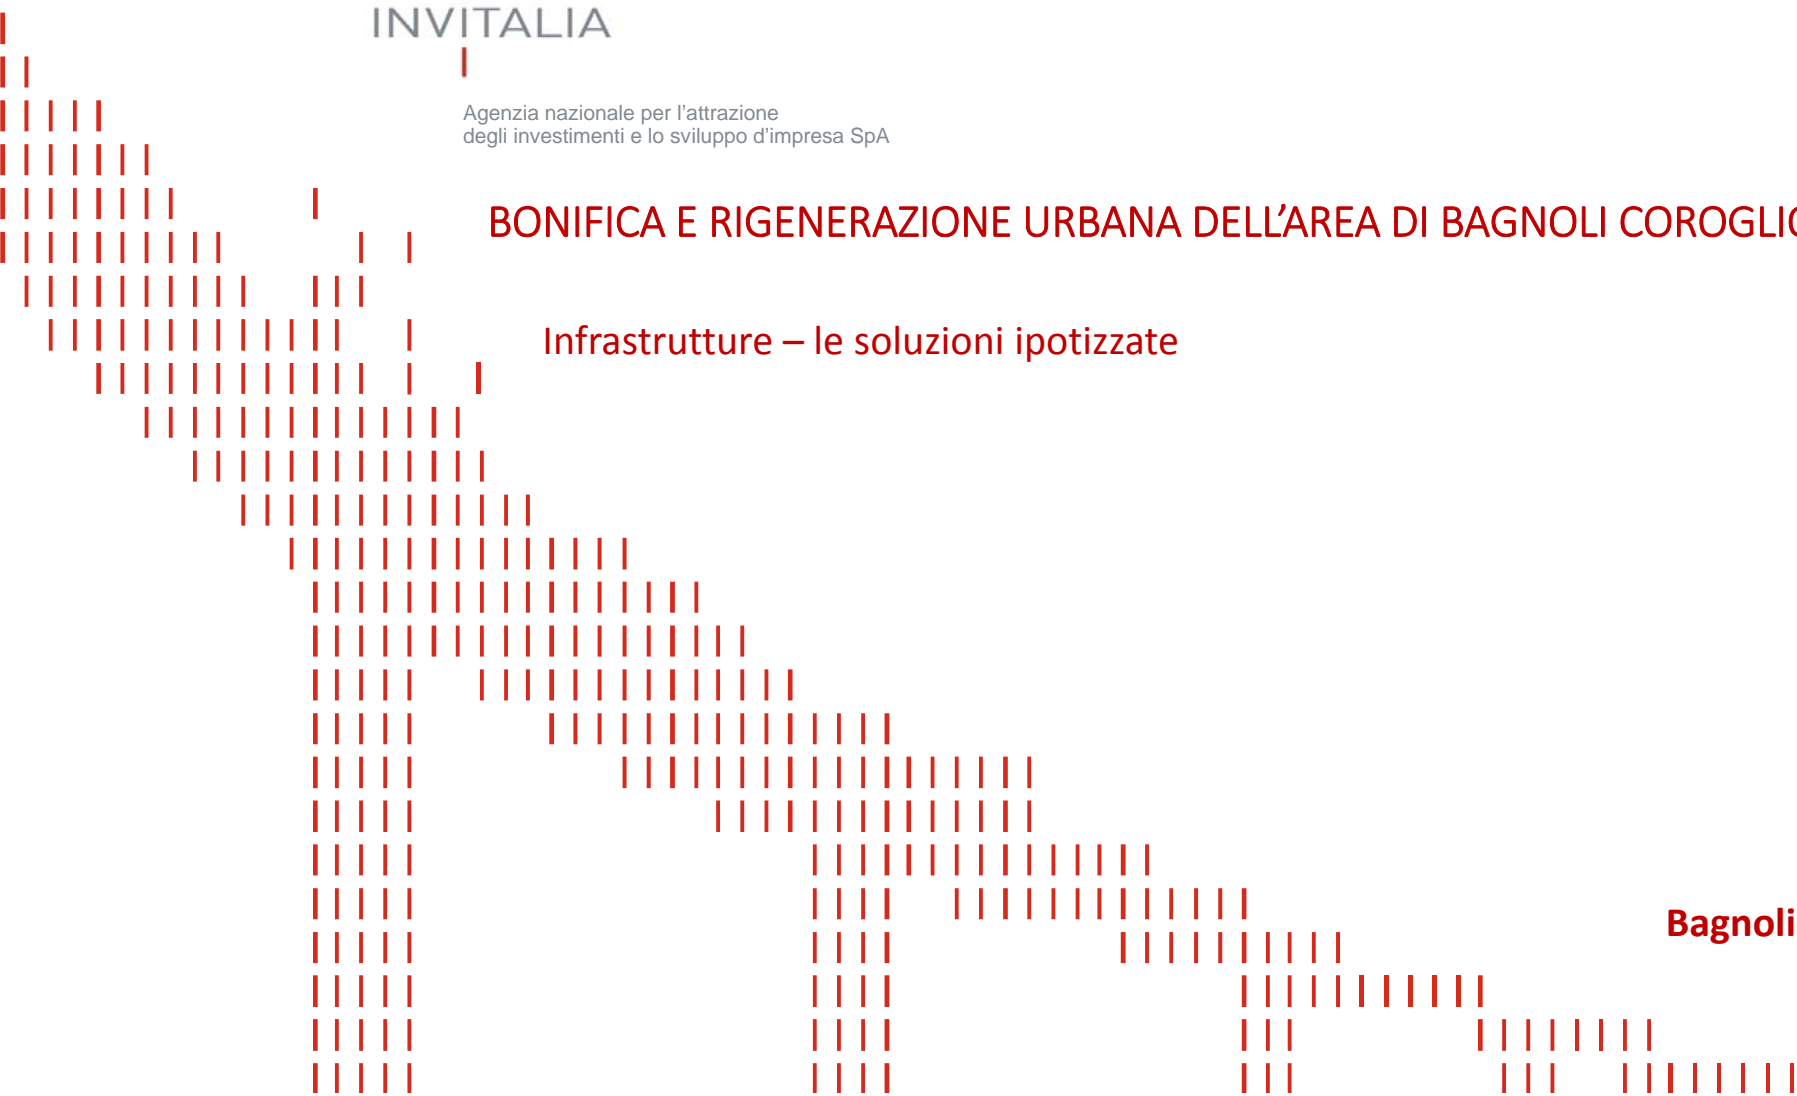 INVITALIA
Agenzia nazionale per l'attrazione
degli investimenti e lo sviluppo d'impresa SpA
BONIFICA E RIGENERAZIONE URBANA DELL'AREA DI BAGNOLI COROGLIO
Infrastrutture – le soluzioni ipotizzate
Bagnoli